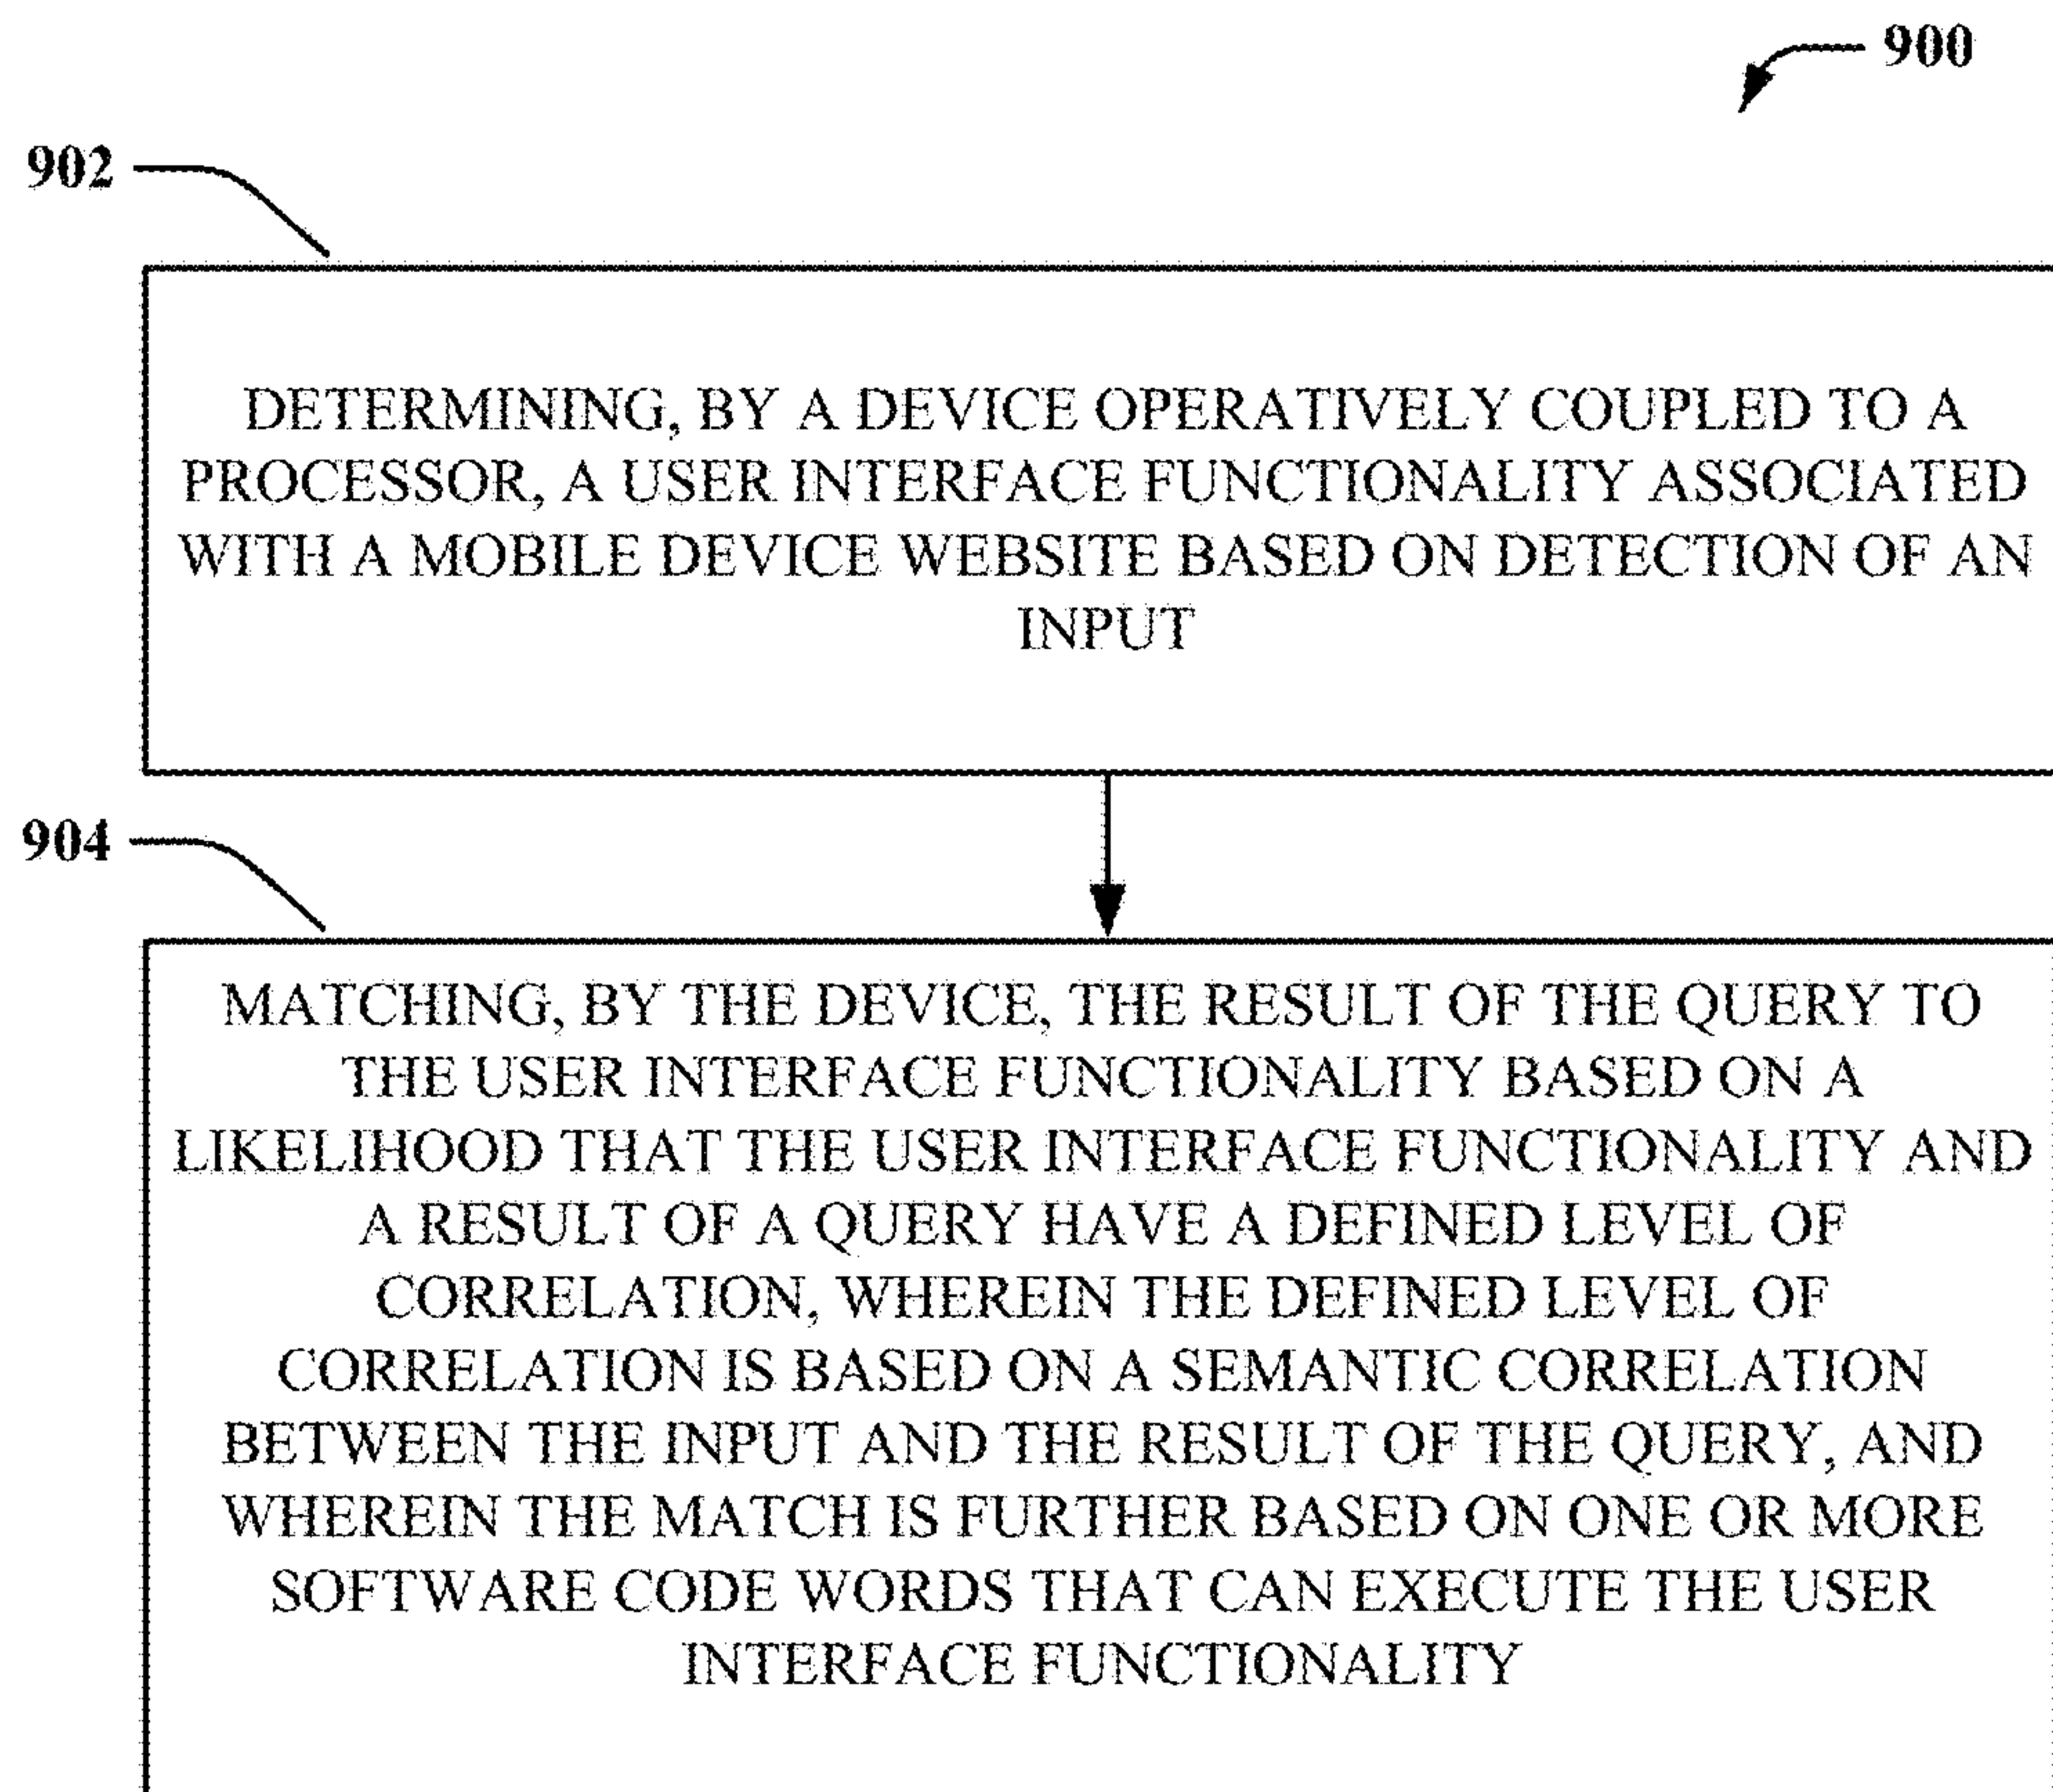 900
902
DETERMINING, BY A DEVICE OPERATIVELY COUPLED TO A
PROCESSOR, A USER INTERFACE FUNCTIONALITY ASSOCIATED
WITH A MOBILE DEVICE WEBSITE BASED ON DETECTION OF AN
INPUT
904
MATCHING, BY THE DEVICE, THE RESULT OF THE QUERY TO
THE USER INTERFACE FUNCTIONALITY BASED ON A
LIKELIHOOD THAT THE USER INTERFACE FUNCTIONALITY AND
A RESULT OF A QUERY HAVE A DEFINED LEVEL OF
CORRELATION, WHEREIN THE DEFINED LEVEL OF
CORRELATION IS BASED ON A SEMANTIC CORRELATION
BETWEEN THE INPUT AND THE RESULT OF THE QUERY, AND
WHEREIN THE MATCH IS FURTHER BASED ON ONE OR MORE
SOFTWARE CODE WORDS THAT CAN EXECUTE THE USER
INTERFACE FUNCTIONALITY